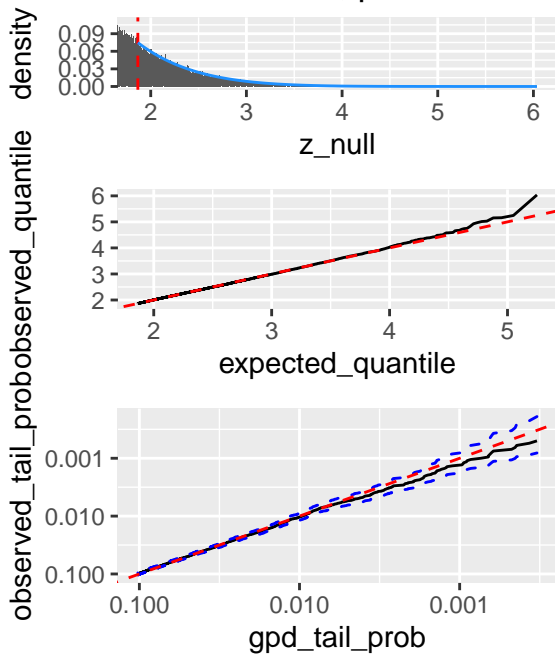 density
0.09
0.06
0.03
0.00
2 3 4 5 6
z_null
observed_quantile
6
5
4
3
2
2 3 4 5
expected_quantile
observed_tail_prob
0.001
0.010
0.100
0.100 0.010 0.001
gpd_tail_prob